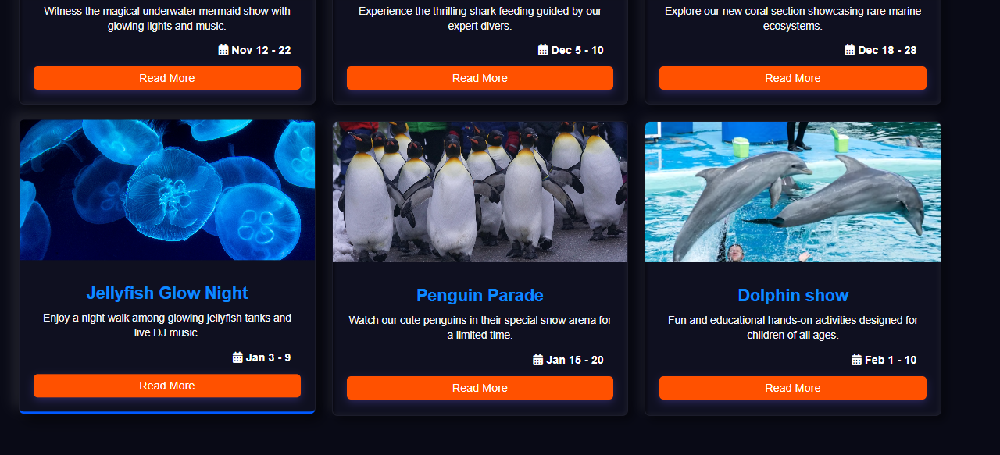 Witness the magical underwater mermaid show with
glowing lights and music.
Nov 12 - 22
Read More
Experience the thrilling shark feeding guided by our
expert divers.
Dec 5 - 10
Read More
Explore our new coral section showcasing rare marine
ecosystems.
Dec 18 - 28
Read More
Jellyfish Glow Night
Enjoy a night walk among glowing jellyfish tanks and
live DJ music.
Jan 3 - 9
Read More
Penguin Parade
Watch our cute penguins in their special snow arena for
a limited time.
Jan 15 - 20
Read More
Dolphin show
Fun and educational hands-on activities designed for
children of all ages.
Feb 1 - 10
Read More